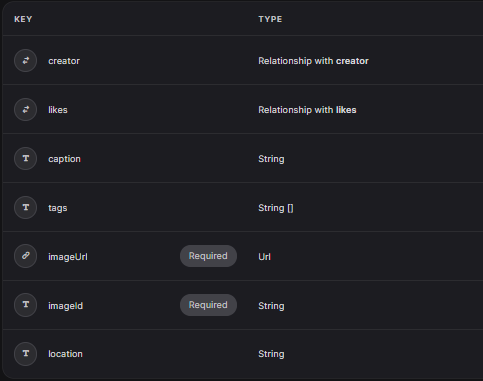 KEY TYPE
creator Relationship with creator
likes Relationship with likes
caption String
tags String []
imageUrl Required Url
imageId Required String
location String